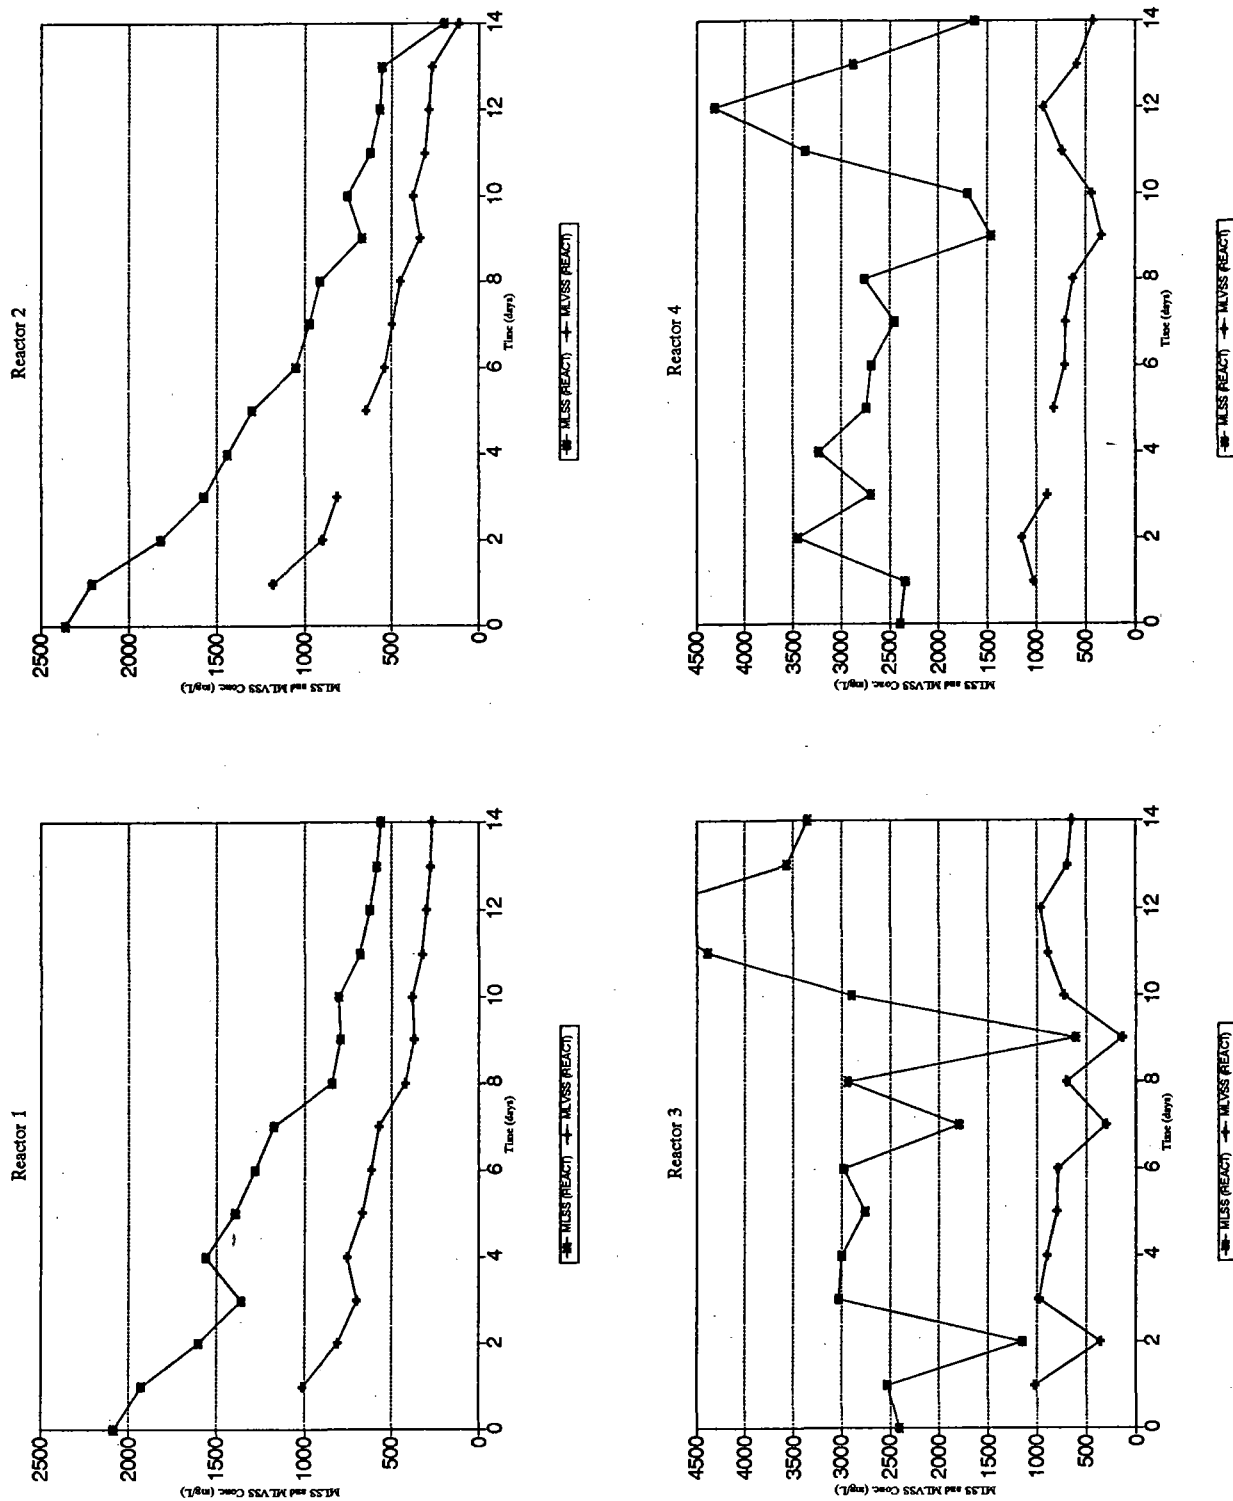 Reactor 1
MLSS and MLVSS Conc. (mg/L)
2500
2000
1500
1000
500
0
0 2 4 6 8 10 12 14
Time (days)
MLSS (REACT) MLVSS (REACT)
Reactor 2
MLSS and MLVSS Conc. (mg/L)
2500
2000
1500
1000
500
0
0 2 4 6 8 10 12 14
Time (days)
MLSS (REACT) MLVSS (REACT)
Reactor 3
MLSS and MLVSS Conc. (mg/L)
4500
4000
3500
3000
2500
2000
1500
1000
500
0
0 2 4 6 8 10 12 14
Time (days)
MLSS (REACT) MLVSS (REACT)
Reactor 4
MLSS and MLVSS Conc. (mg/L)
4500
4000
3500
3000
2500
2000
1500
1000
500
0
0 2 4 6 8 10 12 14
Time (days)
MLSS (REACT) MLVSS (REACT)